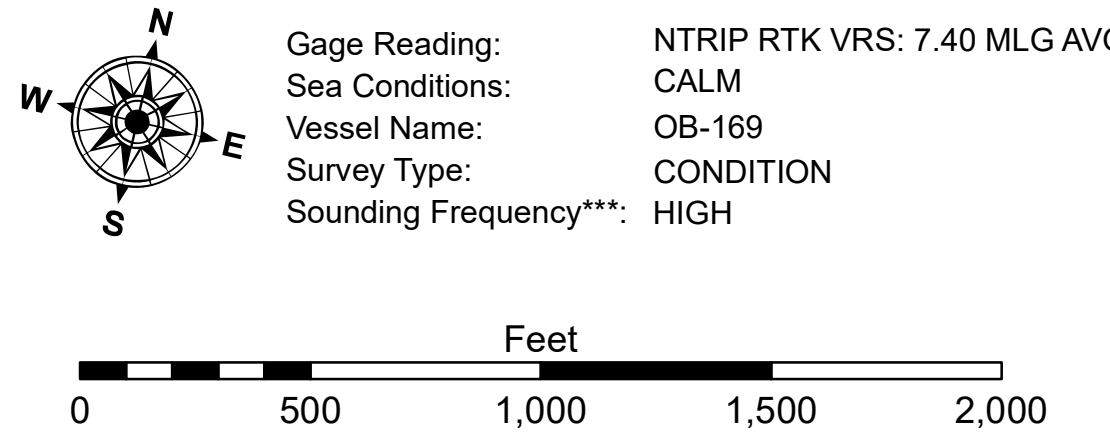 N
W
E
S
Gage Reading: NTRIP RTK VRS: 7.40 MLG
Sea Conditions: CALM
Vessel Name: OB-169
Survey Type: CONDITION
Sounding Frequency***: HIGH
Feet
0 500 1,000 1,500 2,000